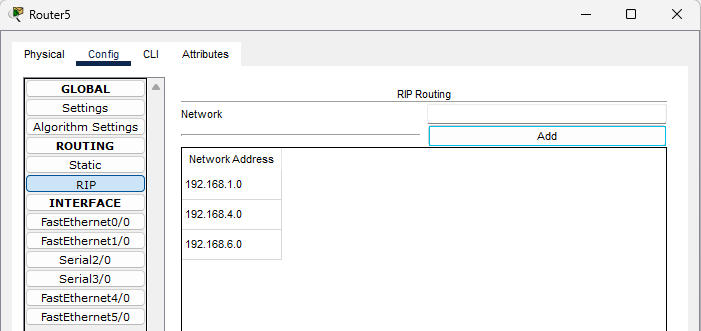 Router5
Physical Config CLI Attributes
GLOBAL
Settings
Algorithm Settings
ROUTING
Static
RIP
INTERFACE
FastEthernet0/0
FastEthernet1/0
Serial2/0
Serial3/0
FastEthernet4/0
FastEthernet5/0
RIP Routing
Network
Add
Network Address
192.168.1.0
192.168.4.0
192.168.6.0